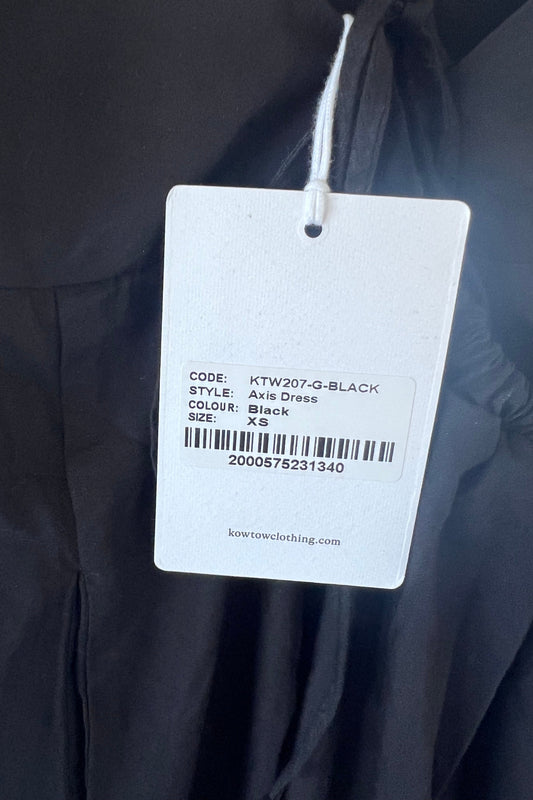 CODE: KTW207-G-BLACK
STYLE: Axis Dress
COLOUR: Black
SIZE: XS
2000575231340
kowtowclothing.com